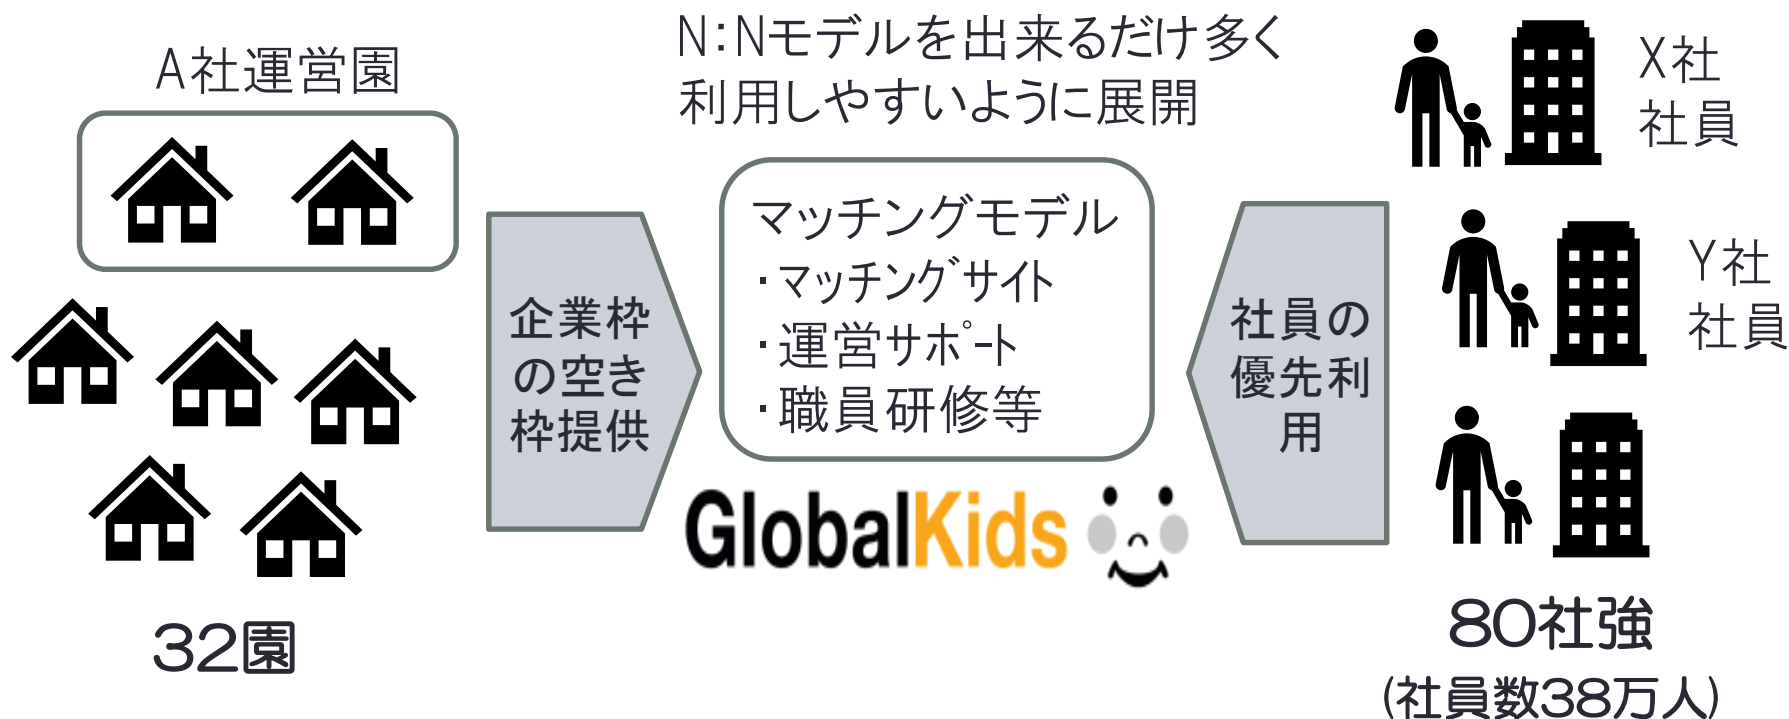 A社運営園
N:Nモデルを出来るだけ多く
利用しやすいように展開
X社
社員
マッチングモデル
・マッチングサイト
・運営サポート
・職員研修等
企業枠
の空き
枠提供
社員の
優先利
用
Y社
社員
GlobalKids
32園
80社強
(社員数38万人)